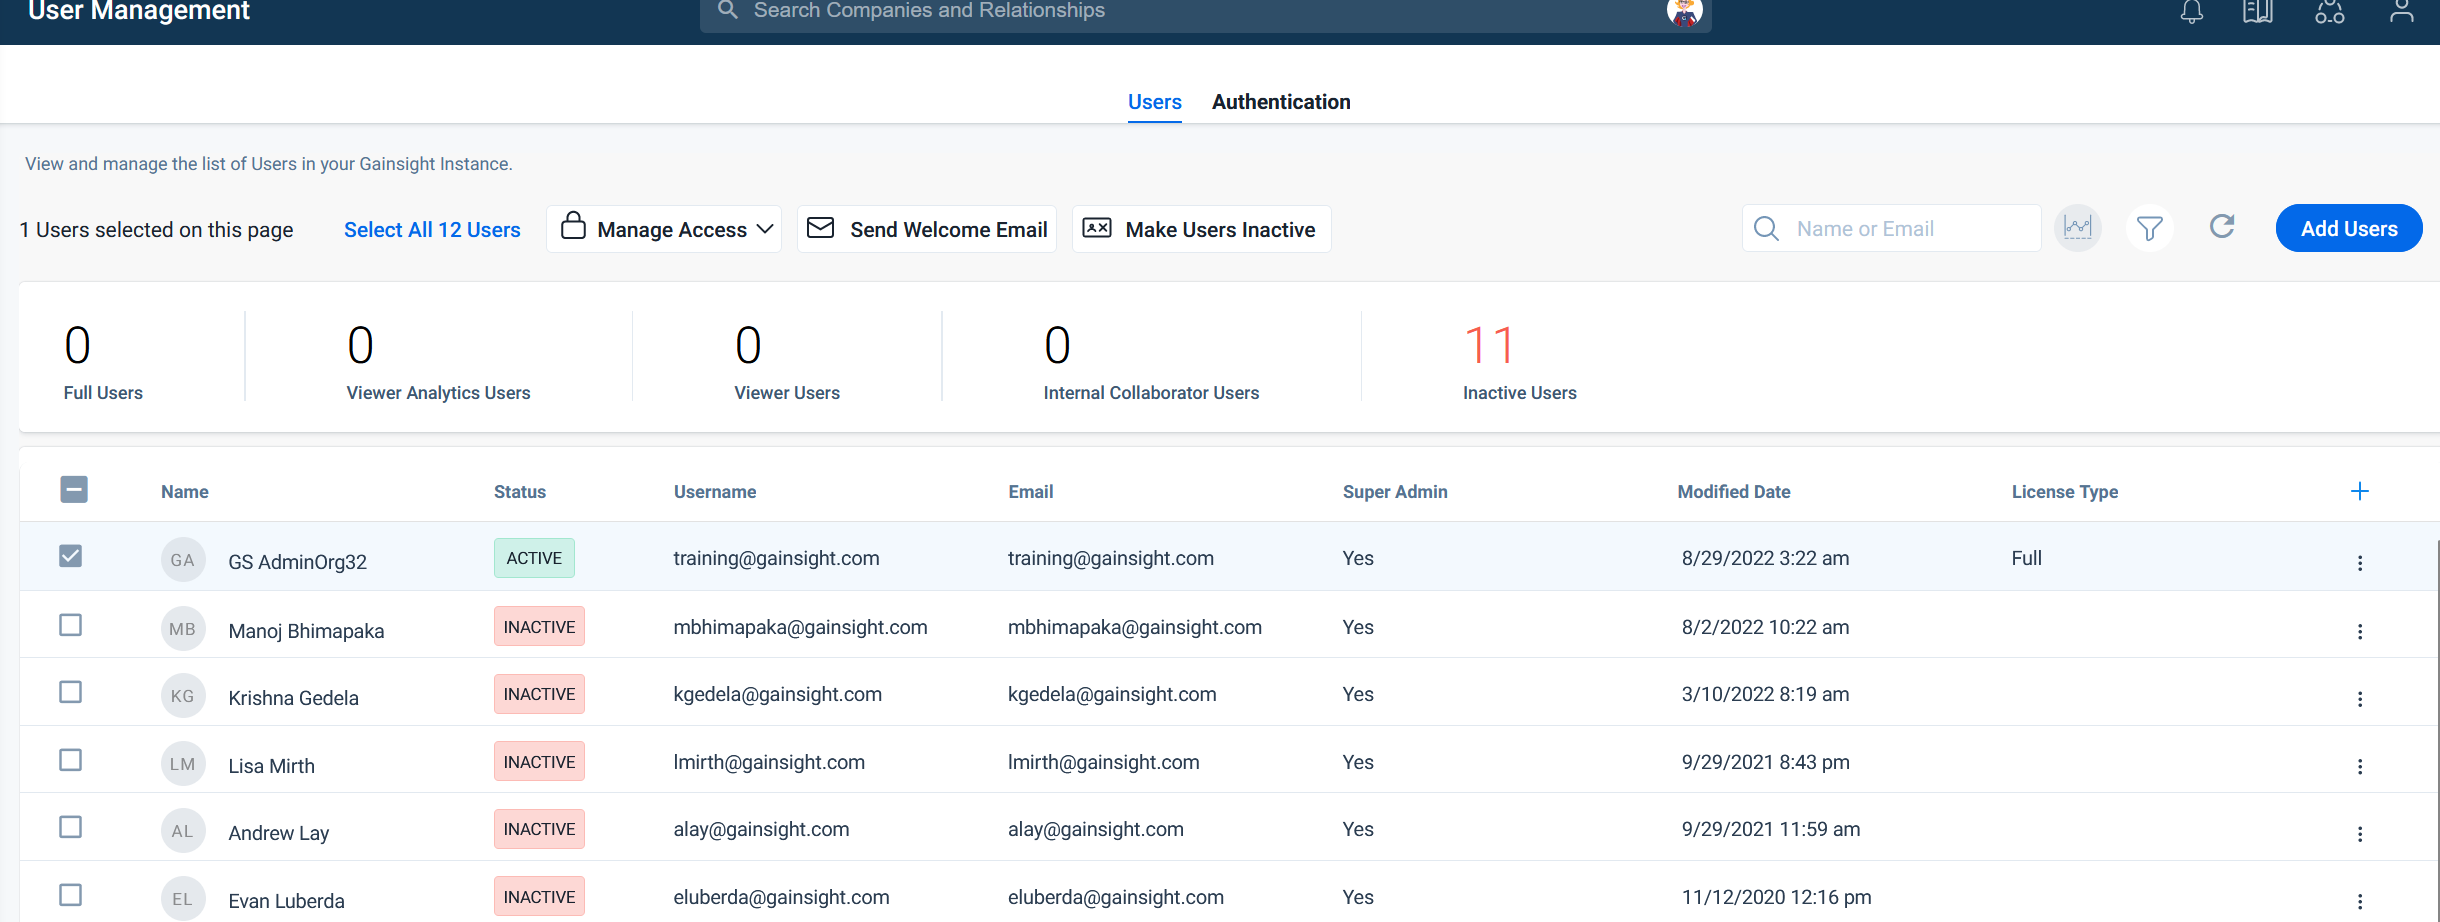 User Management
Search Companies and Relationships
Users Authentication
View and manage the list of Users in your Gainsight Instance.
1 Users selected on this page Select All 12 Users Manage Access Send Welcome Email Make Users Inactive Name or Email Add Users
0 0 0 0 11
Full Users Viewer Analytics Users Viewer Users Internal Collaborator Users Inactive Users
Name Status Username Email Super Admin Modified Date License Type
GA GS AdminOrg32 ACTIVE training@gainsight.com training@gainsight.com Yes 8/29/2022 3:22 am Full
MB Manoj Bhimapaka INACTIVE mbhimapaka@gainsight.com mbhimapaka@gainsight.com Yes 8/2/2022 10:22 am
KG Krishna Gedela INACTIVE kgedela@gainsight.com kgedela@gainsight.com Yes 3/10/2022 8:19 am
LM Lisa Mirth INACTIVE lmirth@gainsight.com lmirth@gainsight.com Yes 9/29/2021 8:43 pm
AL Andrew Lay INACTIVE alay@gainsight.com alay@gainsight.com Yes 9/29/2021 11:59 am
EL Evan Luberda INACTIVE eluberda@gainsight.com eluberda@gainsight.com Yes 11/12/2020 12:16 pm